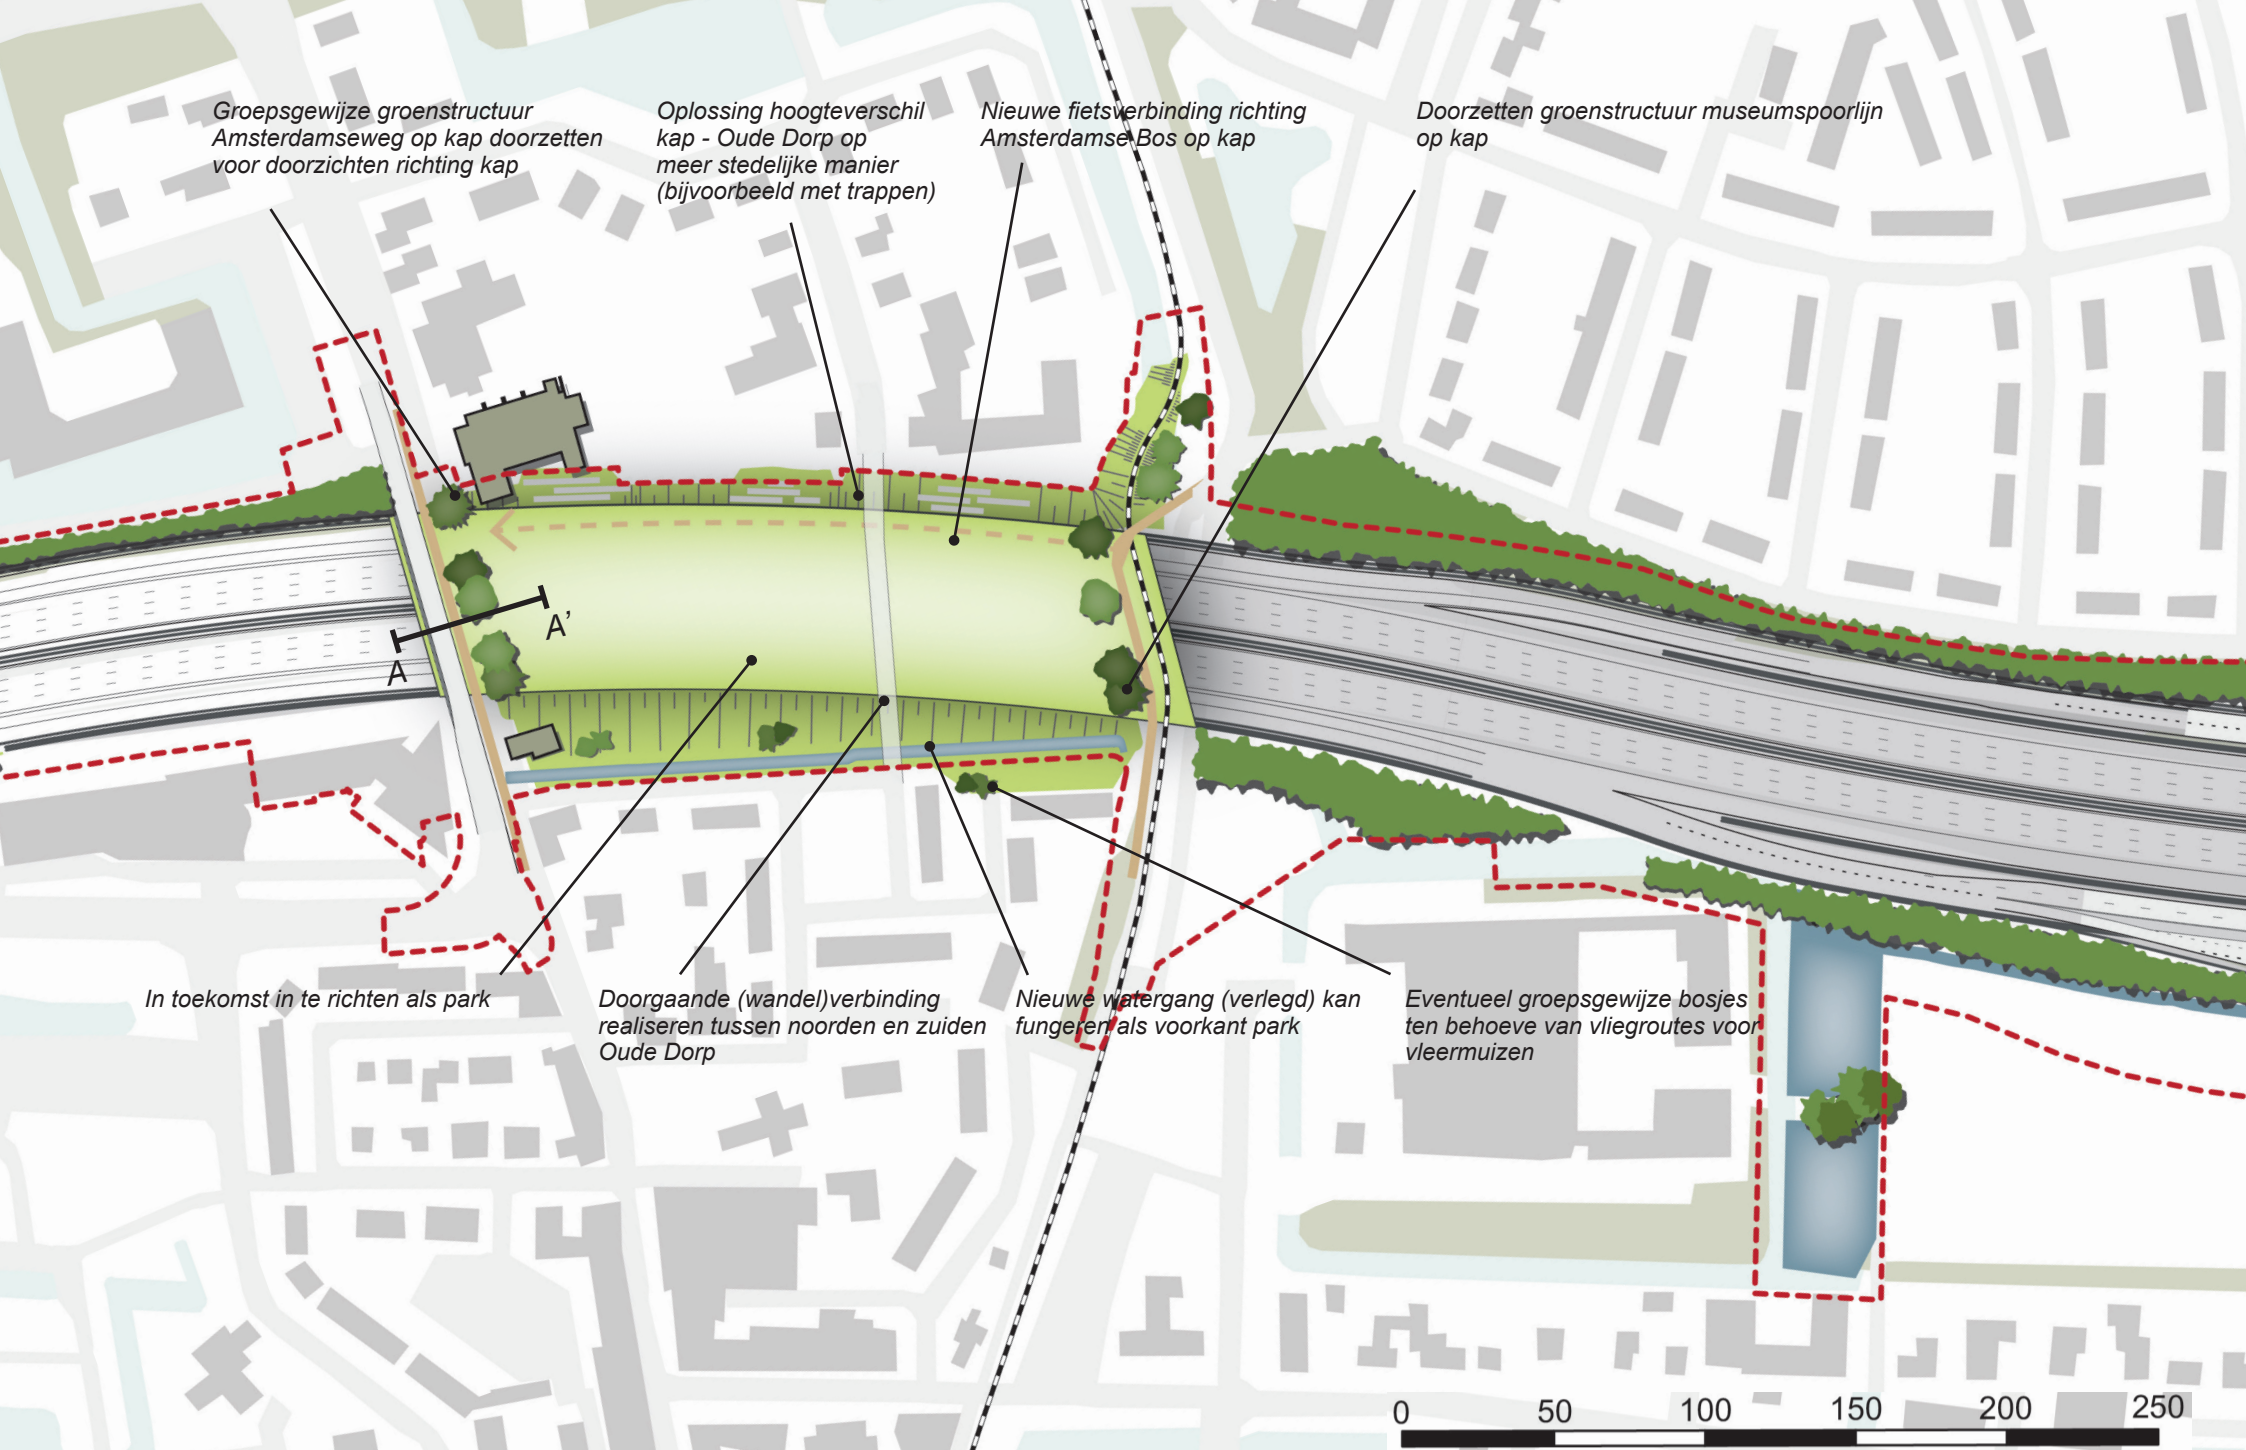 Groepsgewijze groenstructuur
Amsterdamseweg op kap doorzetten
voor doorzichten richting kap
Oplossing hoogteverschil
kap - Oude Dorp op
meer stedelijke manier
(bijvoorbeeld met trappen)
Nieuwe fietsverbinding richting
Amsterdamse Bos op kap
Doorzetten groenstructuur museumspoorlijn
op kap
A'
A
In toekomst in te richten als park
Doorgaande (wandel)verbinding
realiseren tussen noorden en zuiden
Oude Dorp
Nieuwe watergang (verlegd) kan
fungeren als voorkant park
Eventueel groepsgewijze bosjes
ten behoeve van vliegroutes voor
vleermuizen
0 50 100 150 200 250